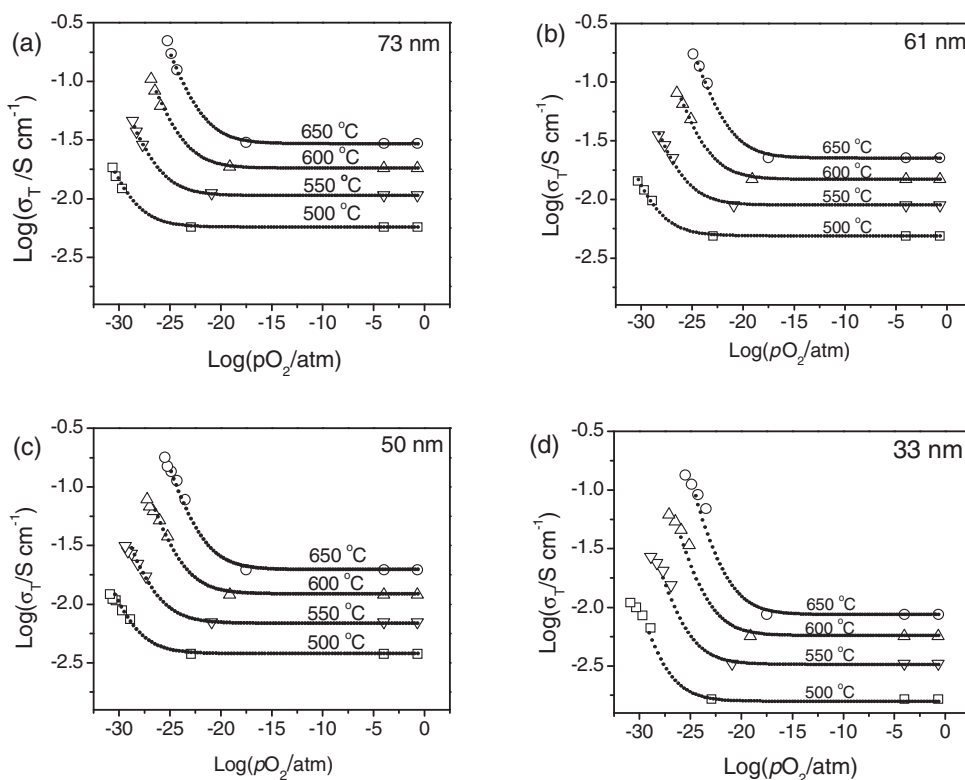 (a)
73 nm
Log(σT /S cm-1)
-0.5
-1.0
-1.5
-2.0
-2.5
650 °C
600 °C
550 °C
500 °C
-30 -25 -20 -15 -10 -5 0
Log(pO2/atm)
(b)
61 nm
Log(σT/S cm-1)
-0.5
-1.0
-1.5
-2.0
-2.5
650 °C
600 °C
550 °C
500 °C
-30 -25 -20 -15 -10 -5 0
Log(pO2/atm)
(c)
50 nm
Log(σT/S cm-1)
-0.5
-1.0
-1.5
-2.0
-2.5
650 °C
600 °C
550 °C
500 °C
-30 -25 -20 -15 -10 -5 0
Log(pO2/atm)
(d)
33 nm
Log(σT/S cm-1)
-0.5
-1.0
-1.5
-2.0
-2.5
650 °C
600 °C
550 °C
500 °C
-30 -25 -20 -15 -10 -5 0
Log(pO2/atm)